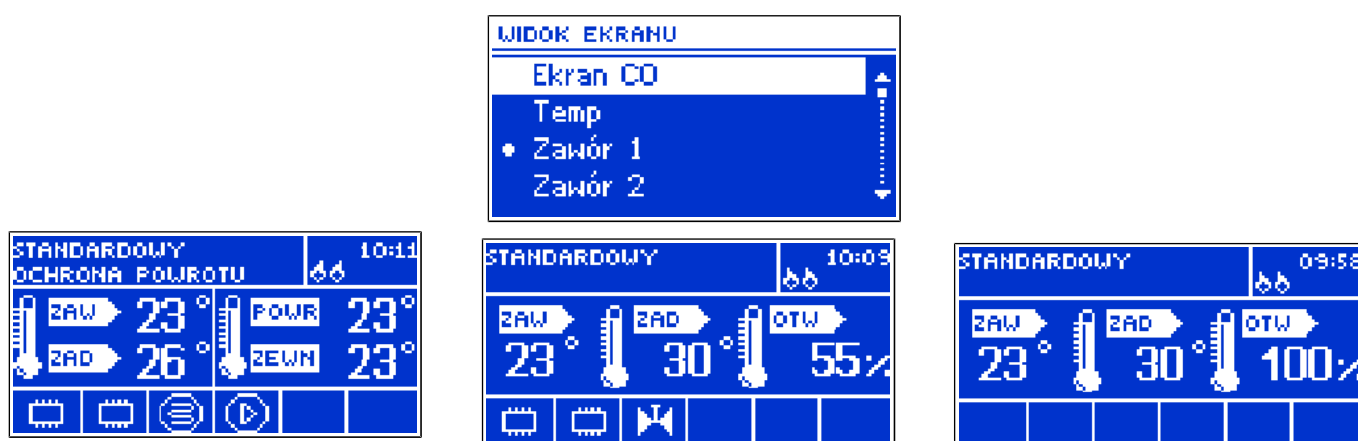 WIDOK EKRANU
Ekran CO
Temp
Zawór 1
Zawór 2
STANDARDOWY 10:11
OCHRONA POWROTU
ZAW 23° POWR 23°
ZAD 26° ZEWN 23°
STANDARDOWY 10:09
ZAW ZAD OTW
23° 30° 55%
STANDARDOWY 09:58
ZAW ZAD OTW
23° 30° 100%